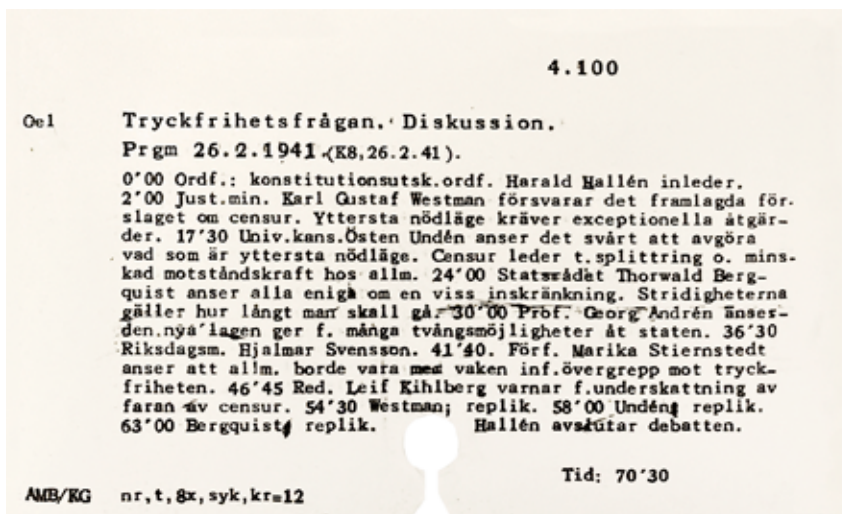 4.100
Oe1 Tryckfrihetsfrågan. Diskussion.
Prgm 26.2.1941.(K8,26.2.41).
0'00 Ordf.: konstitutionsutsk.ordf. Harald Hallén inleder.
2'00 Just.min. Karl Gustaf Westman försvarar det framlagda för-
slaget om censur. Yttersta nödläge kräver exceptionella åtgär-
der. 17'30 Univ.kans.Östen Undén anser det svårt att avgöra
vad som är yttersta nödläge. Censur leder t.splittring o. mins-
kad motståndskraft hos allm. 24'00 Statsrådet Thorwald Berg-
quist anser alla eniga om en viss inskränkning. Stridigheterna
gäller hur långt man skall gå. 30'00 Prof. Georg Andrén anser
den nya lagen ger f. många tvångsmöjligheter åt staten. 36'30
Riksdagsm. Hjalmar Svensson. 41'40. Förf. Marika Stiernstedt
anser att allm. borde vara mer vaken inf.övergrepp mot tryck-
friheten. 46'45 Red. Leif Kihlberg varnar f.underskattning av
faran av censur. 54'30 Westman; replik. 58'00 Undén; replik.
63'00 Bergquist; replik. Hallén avslutar debatten.
Tid: 70'30
AMB/KG nr,t,8x,syk,kr=12